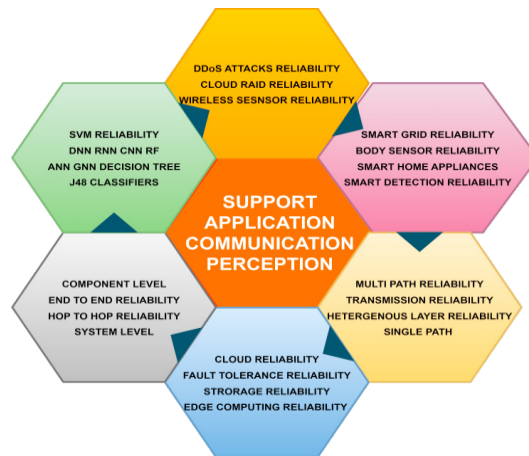 DDoS ATTACKS RELIABILITY
CLOUD RAID RELIABILITY
WIRELESS SESNSOR RELIABILITY
SVM RELIABILITY
DNN RNN CNN RF
ANN GNN DECISION TREE
J48 CLASSIFIERS
SMART GRID RELIABILITY
BODY SENSOR RELIABILITY
SMART HOME APPLIANCES
SMART DETECTION RELIABILITY
SUPPORT
APPLICATION
COMMUNICATION
PERCEPTION
COMPONENT LEVEL
END TO END RELIABILITY
HOP TO HOP RELIABILITY
SYSTEM LEVEL
MULTI PATH RELIABILITY
TRANSMISSION RELIABILITY
HETERGENOUS LAYER RELIABILITY
SINGLE PATH
CLOUD RELIABILITY
FAULT TOLERANCE RELIABILITY
STRORAGE RELIABILITY
EDGE COMPUTING RELIABILITY